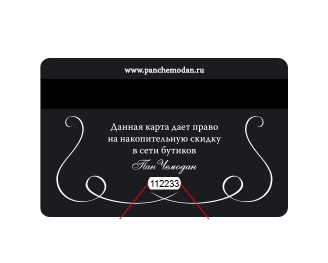 www.panchemodan.ru
Данная карта дает право
на накопительную скидку
в сети бутиков
Пан Чемодан
112233